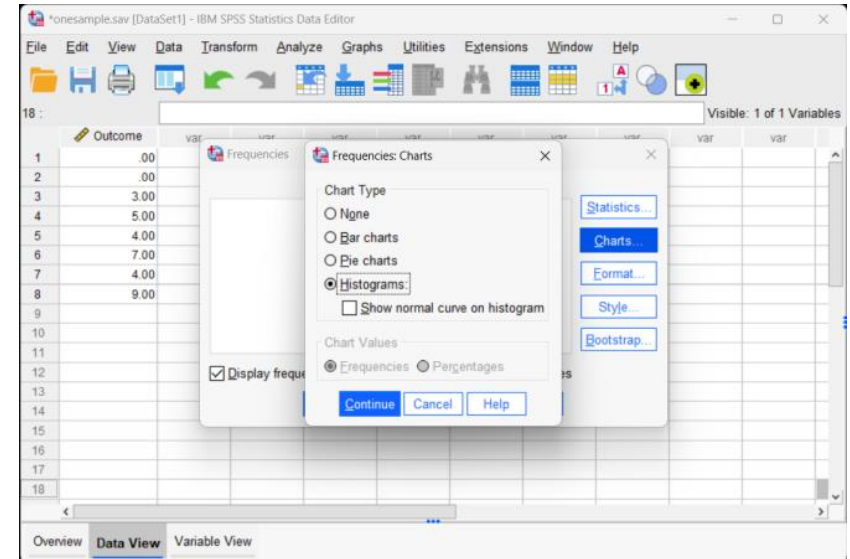 *onesample.sav [DataSet1] - IBM SPSS Statistics Data Editor
File Edit View Data Transform Analyze Graphs Utilities Extensions Window Help
18 :
Visible: 1 of 1 Variables
Outcome var var var var var var var var
1 .00
2 .00
3 3.00
4 5.00
5 4.00
6 7.00
7 4.00
8 9.00
9
10
11
12
13
14
15
16
17
18
Frequencies
Statistics...
Charts...
Format...
Style...
Bootstrap...
Display freque
es
Frequencies: Charts
Chart Type
None
Bar charts
Pie charts
Histograms:
Show normal curve on histogram
Chart Values
Frequencies Percentages
Continue Cancel Help
Overview Data View Variable View